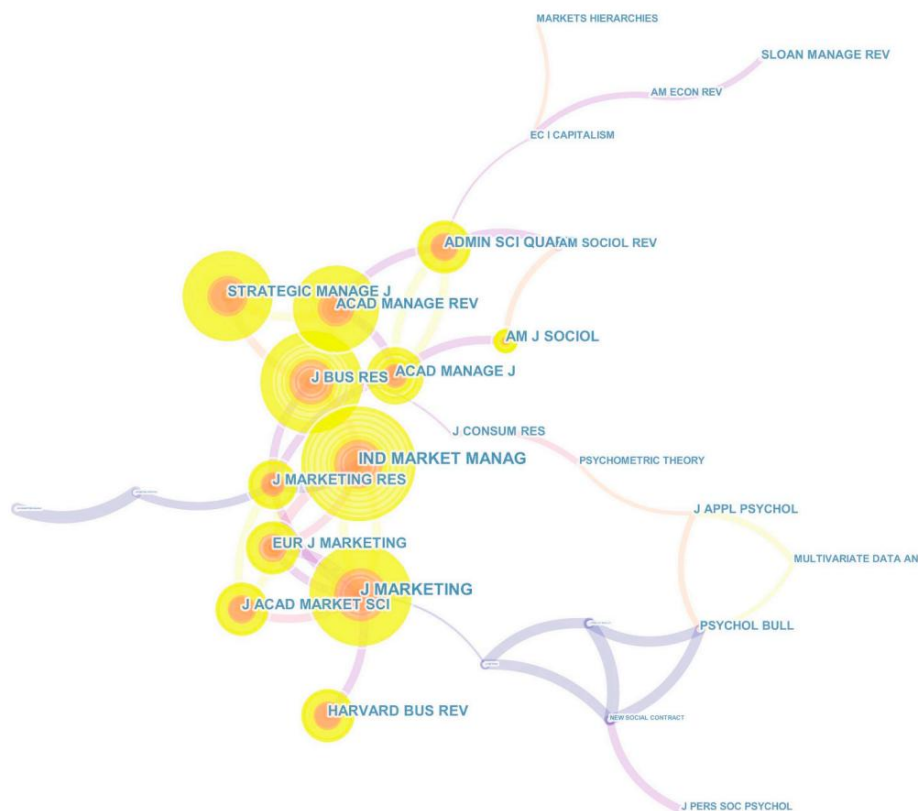 MARKETS HIERARCHIES
SLOAN MANAGE REV
AM ECON REV
EC I CAPITALISM
ADMIN SCI QUAR
AM SOCIOL REV
STRATEGIC MANAGE J
ACAD MANAGE REV
AM J SOCIOL
ACAD MANAGE J
J BUS RES
J CONSUM RES
IND MARKET MANAG
PSYCHOMETRIC THEORY
J MARKETING RES
J APPL PSYCHOL
EUR J MARKETING
MULTIVARIATE DATA AN
J MARKETING
J ACAD MARKET SCI
PSYCHOL BULL
HARVARD BUS REV
NEW SOCIAL CONTRACT
J PERS SOC PSYCHOL